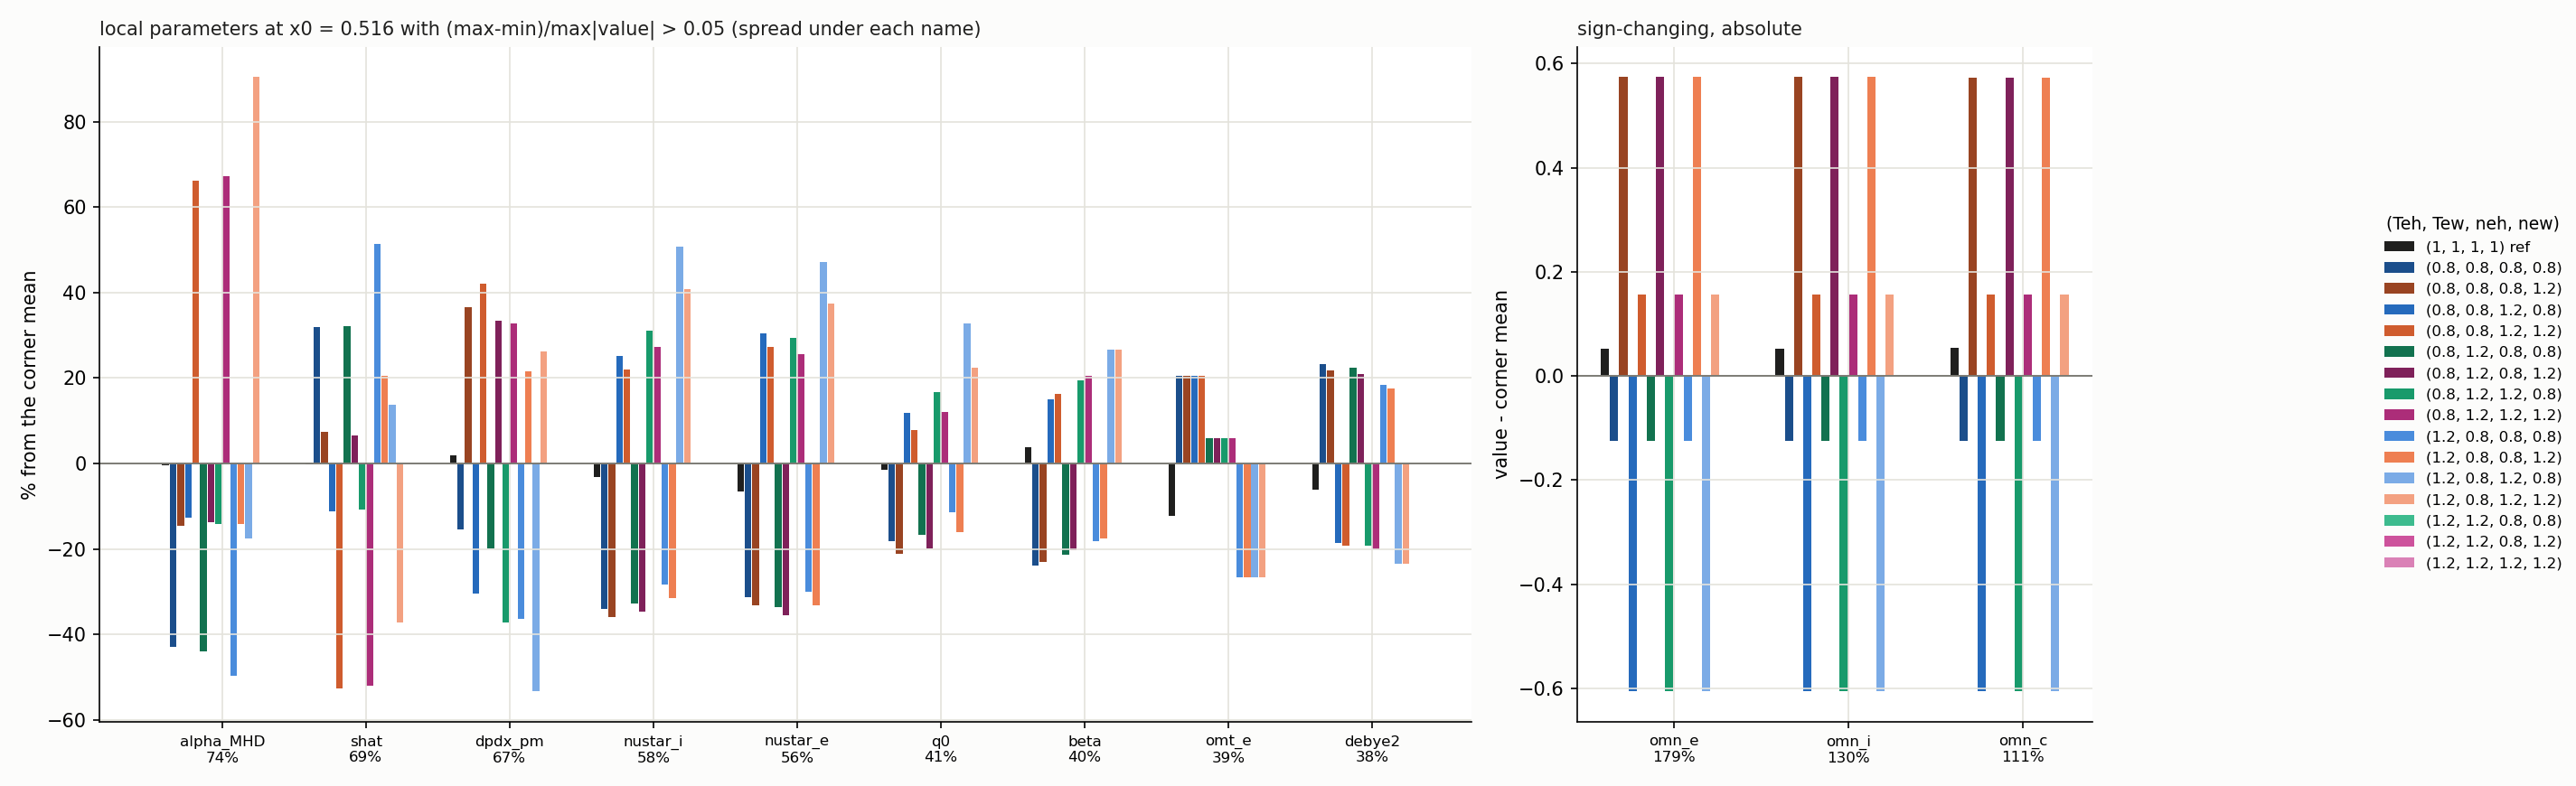 local parameters at x0 = 0.516 with (max-min)/max|value| > 0.05 (spread under each name)
% from the corner mean
80
60
40
20
0
−20
−40
−60
alpha_MHD
74%
shat
69%
dpdx_pm
67%
nustar_i
58%
nustar_e
56%
q0
41%
beta
40%
omt_e
39%
debye2
38%
sign-changing, absolute
value - corner mean
0.6
0.4
0.2
0.0
−0.2
−0.4
−0.6
omn_e
179%
omn_i
130%
omn_c
111%
(Teh, Tew, neh, new)
(1, 1, 1, 1) ref
(0.8, 0.8, 0.8, 0.8)
(0.8, 0.8, 0.8, 1.2)
(0.8, 0.8, 1.2, 0.8)
(0.8, 0.8, 1.2, 1.2)
(0.8, 1.2, 0.8, 0.8)
(0.8, 1.2, 0.8, 1.2)
(0.8, 1.2, 1.2, 0.8)
(0.8, 1.2, 1.2, 1.2)
(1.2, 0.8, 0.8, 0.8)
(1.2, 0.8, 0.8, 1.2)
(1.2, 0.8, 1.2, 0.8)
(1.2, 0.8, 1.2, 1.2)
(1.2, 1.2, 0.8, 0.8)
(1.2, 1.2, 0.8, 1.2)
(1.2, 1.2, 1.2, 1.2)